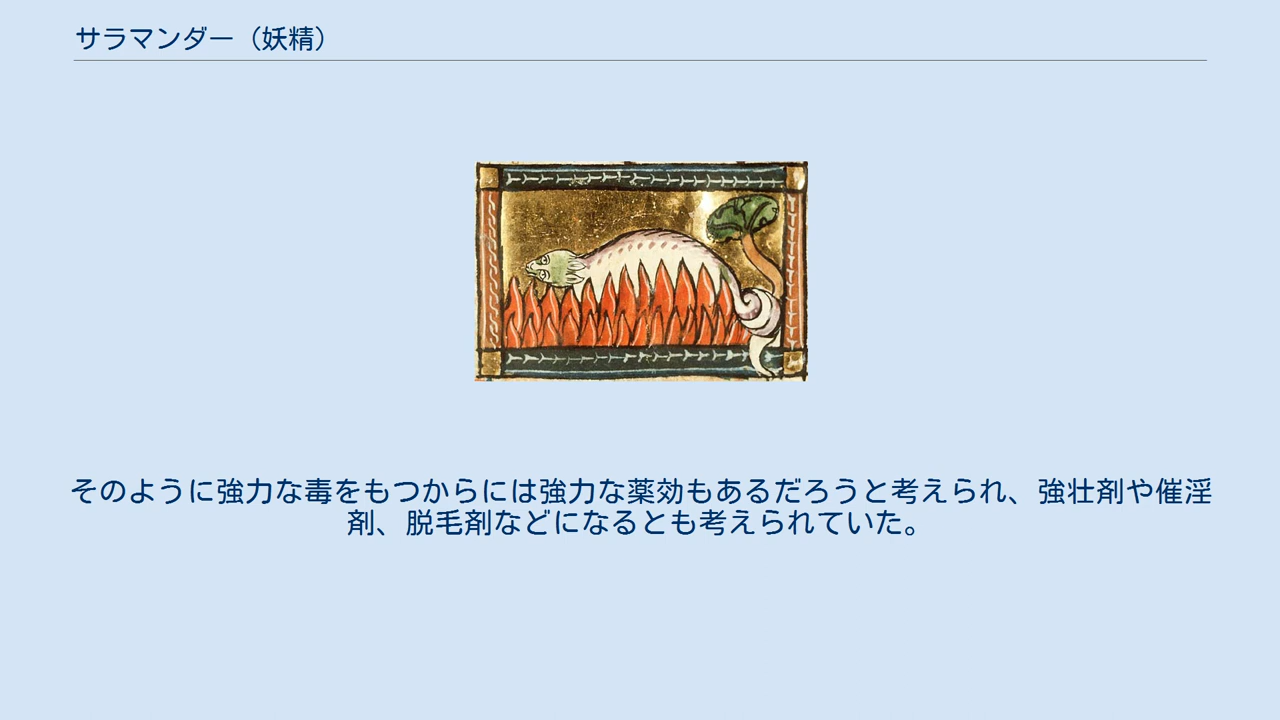 サラマンダー（妖精）
そのように強力な毒をもつからには強力な薬効もあるだろうと考えられ、強壮剤や催淫
剤、脱毛剤などになるとも考えられていた。